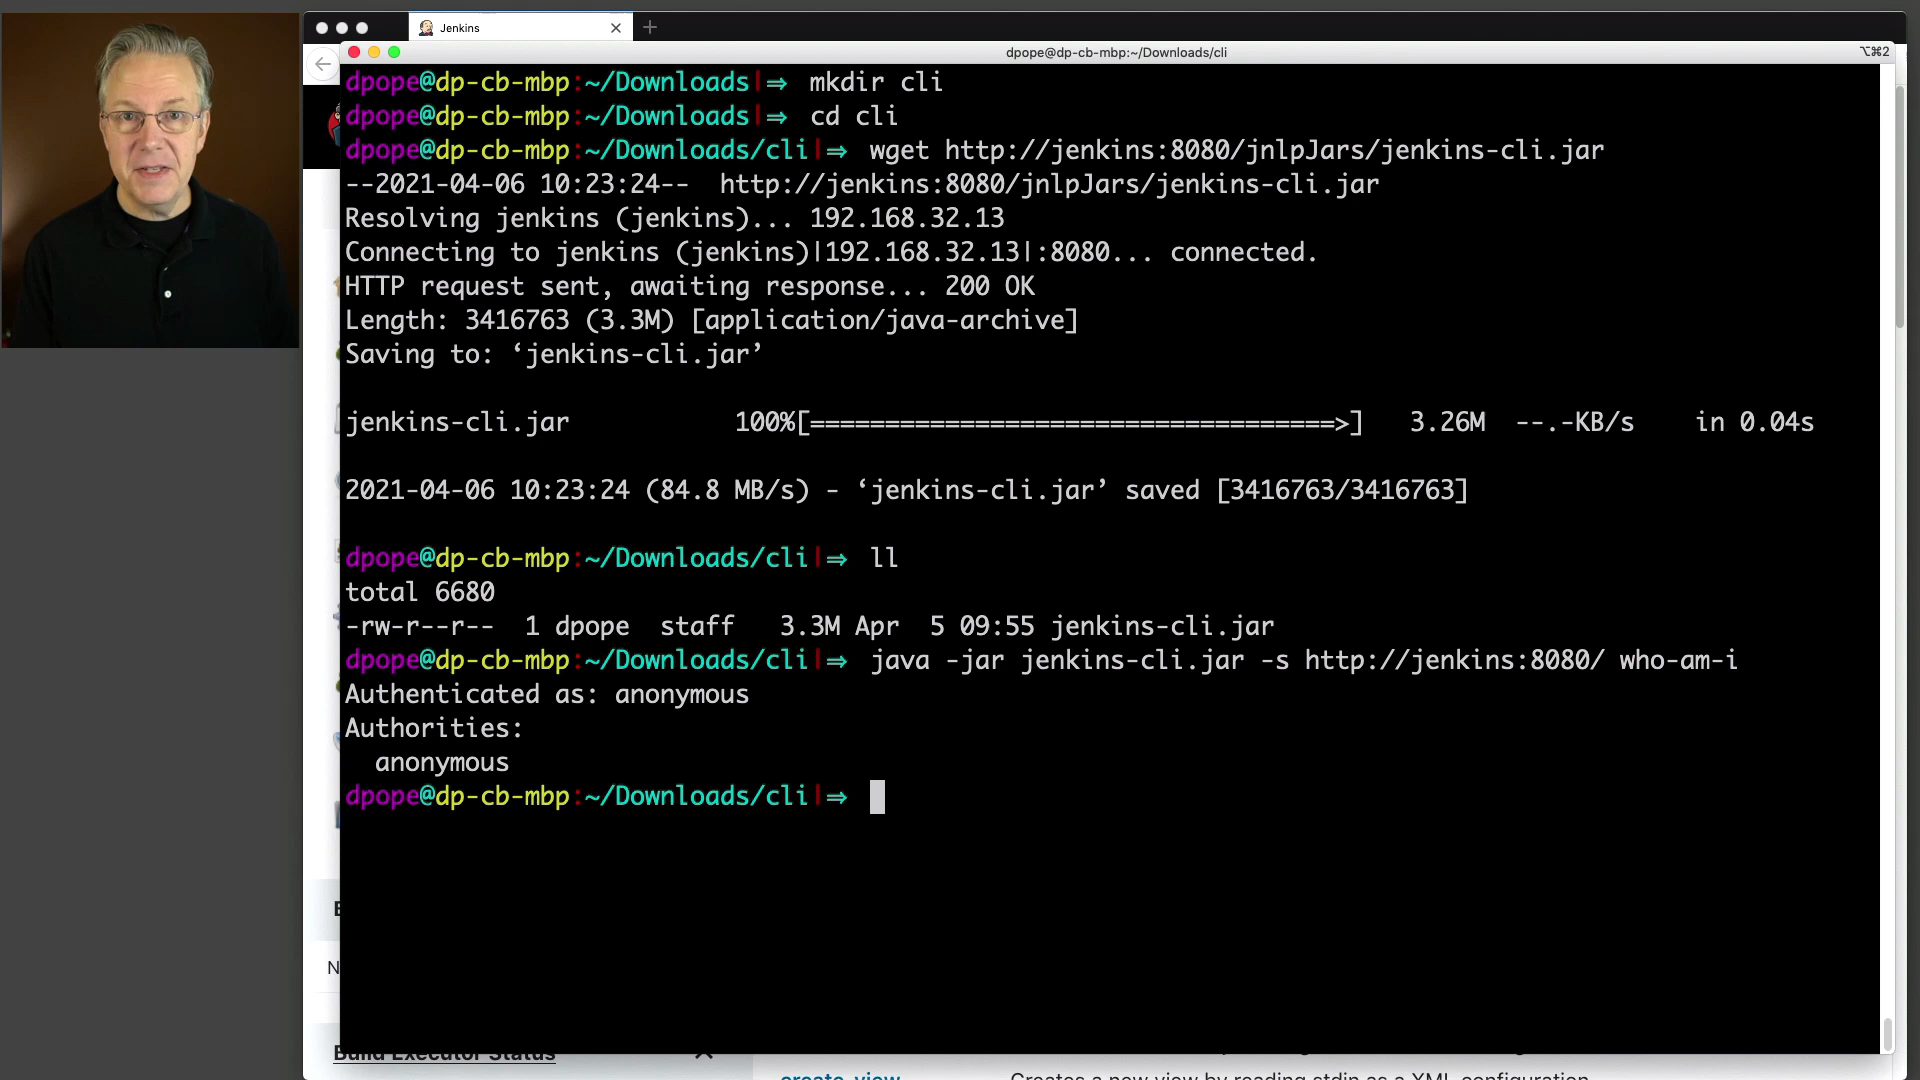 Jenkins
dpope@dp-cb-mbp:~/Downloads/cli
⌥⌘2
dpope@dp-cb-mbp:~/Downloads|⇒ mkdir cli
dpope@dp-cb-mbp:~/Downloads|⇒ cd cli
dpope@dp-cb-mbp:~/Downloads/cli|⇒ wget http://jenkins:8080/jnlpJars/jenkins-cli.jar
--2021-04-06 10:23:24-- http://jenkins:8080/jnlpJars/jenkins-cli.jar
Resolving jenkins (jenkins)... 192.168.32.13
Connecting to jenkins (jenkins)|192.168.32.13|:8080... connected.
HTTP request sent, awaiting response... 200 OK
Length: 3416763 (3.3M) [application/java-archive]
Saving to: ‘jenkins-cli.jar’
jenkins-cli.jar 100%[===================================>] 3.26M --.-KB/s in 0.04s
2021-04-06 10:23:24 (84.8 MB/s) - ‘jenkins-cli.jar’ saved [3416763/3416763]
dpope@dp-cb-mbp:~/Downloads/cli|⇒ ll
total 6680
-rw-r--r-- 1 dpope staff 3.3M Apr 5 09:55 jenkins-cli.jar
dpope@dp-cb-mbp:~/Downloads/cli|⇒ java -jar jenkins-cli.jar -s http://jenkins:8080/ who-am-i
Authenticated as: anonymous
Authorities:
anonymous
dpope@dp-cb-mbp:~/Downloads/cli|⇒
Build Executor Status
create-view
Creates a new view by reading stdin as a XML configuration.